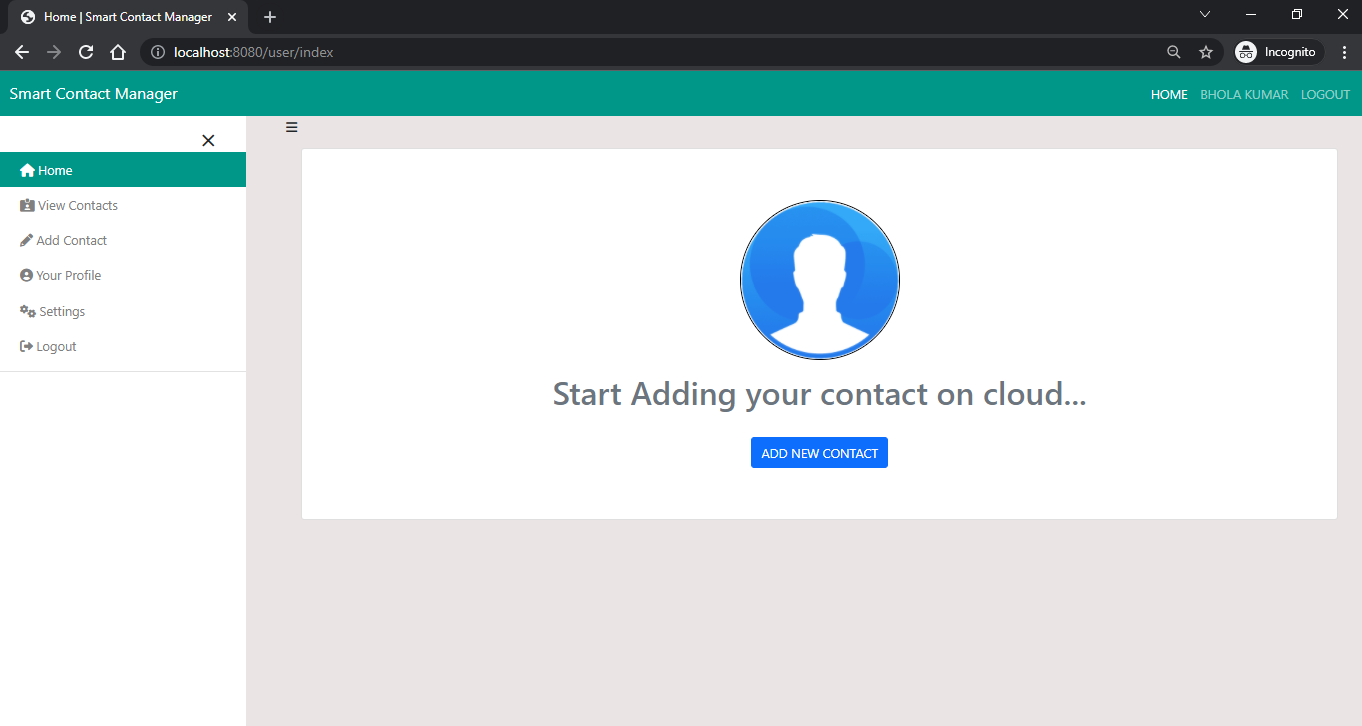 Home | Smart Contact Manager
localhost:8080/user/index
Incognito
Smart Contact Manager
HOME BHOLA KUMAR LOGOUT
Home
View Contacts
Add Contact
Your Profile
Settings
Logout
Start Adding your contact on cloud...
ADD NEW CONTACT